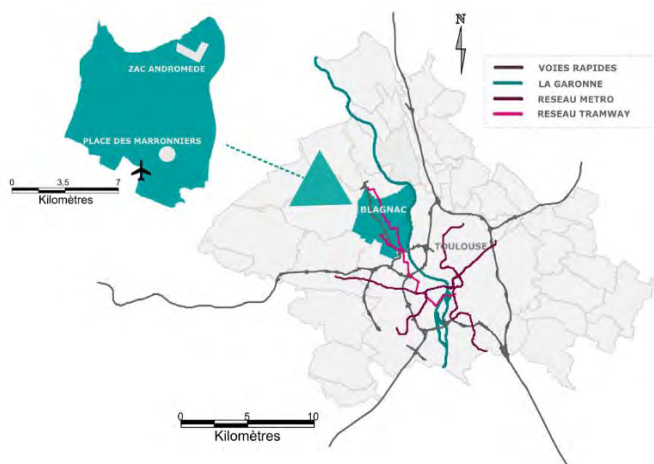 ZAC ANDROMEDE
PLACE DES MARRONNIERS
0 3,5 7
Kilomètres
N
VOIES RAPIDES
LA GARONNE
RESEAU METRO
RESEAU TRAMWAY
BLAGNAC
TOULOUSE
0 5 10
Kilomètres